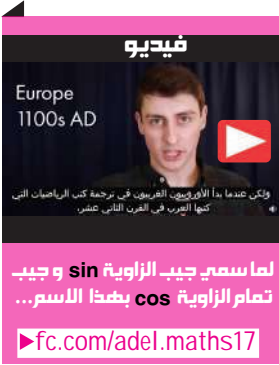 فيديو
Europe
1100s AD
ولكن عندما بدأ الأوروبيون الغربيون في ترجمة كتب الرياضيات التي
كتبها العرب في القرن الثاني عشر،
لما سمي جيب الزاوية sin و جيب
تمام الزاوية cos بهذا الاسم...
fc.com/adel.maths17